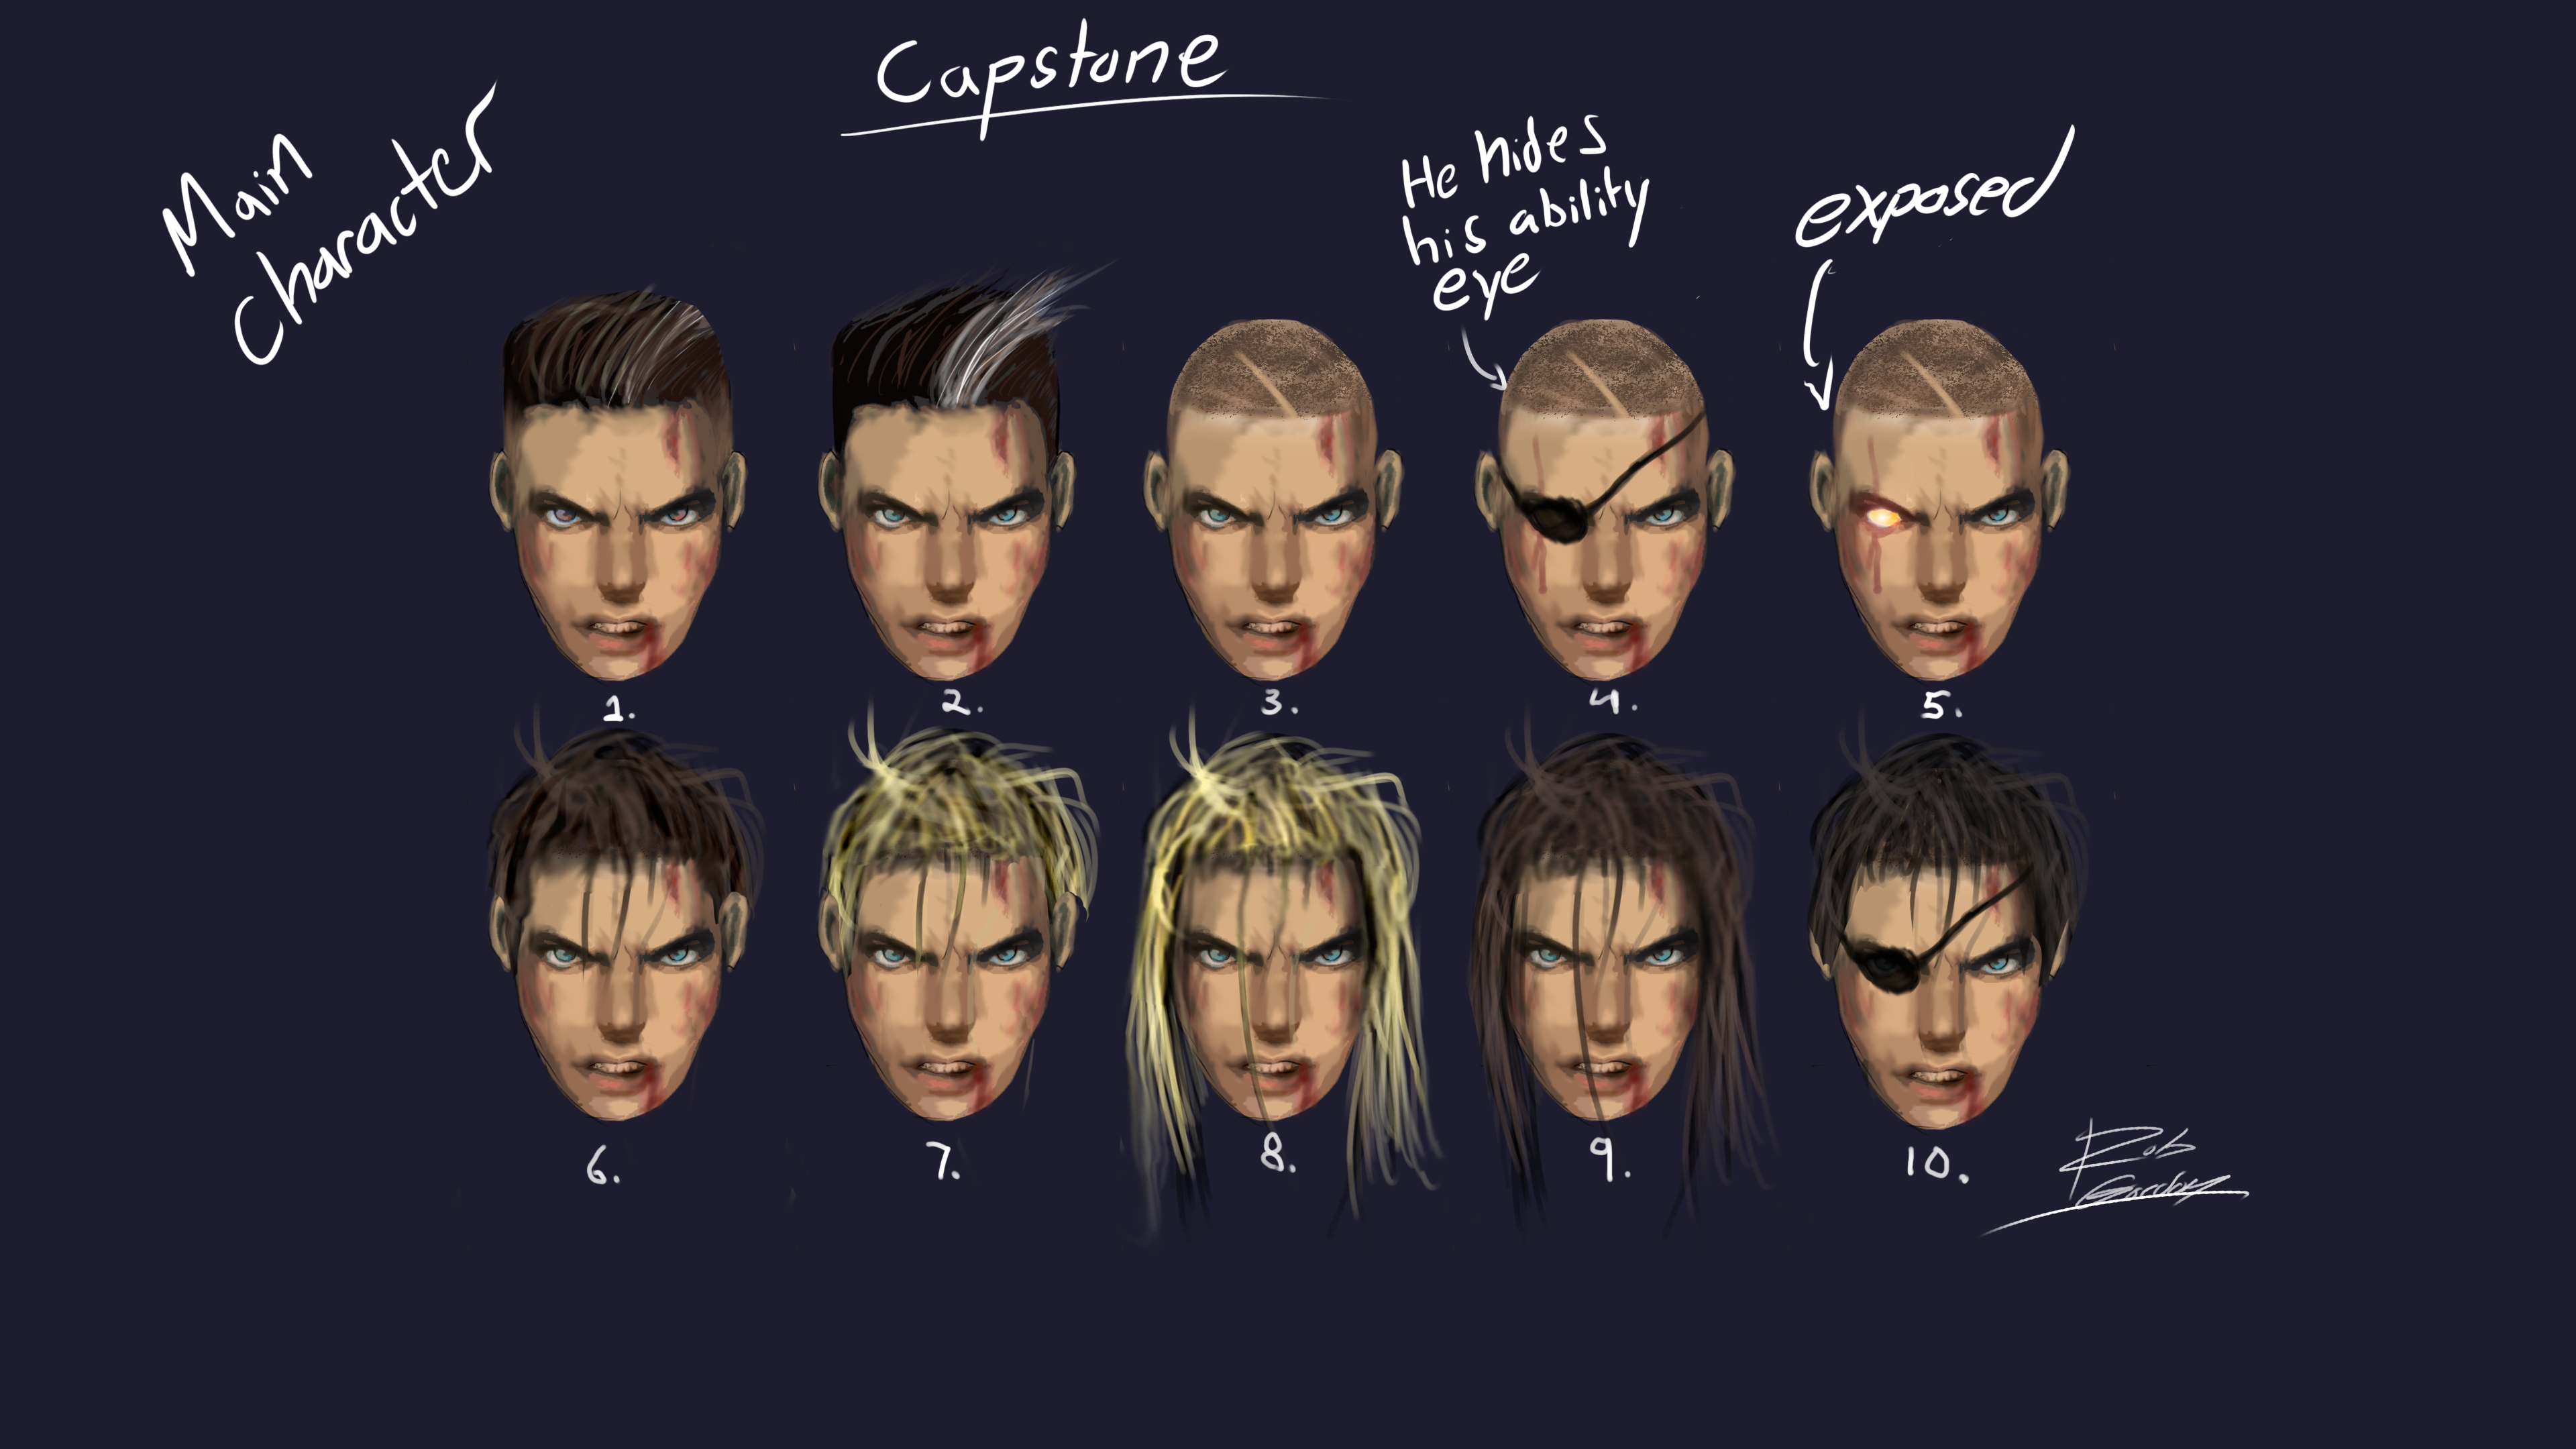 Capstone
Main
Character
He hides
his ability
eye
exposed
1.
2.
3.
4.
5.
6.
7.
8.
9.
10.
Rob